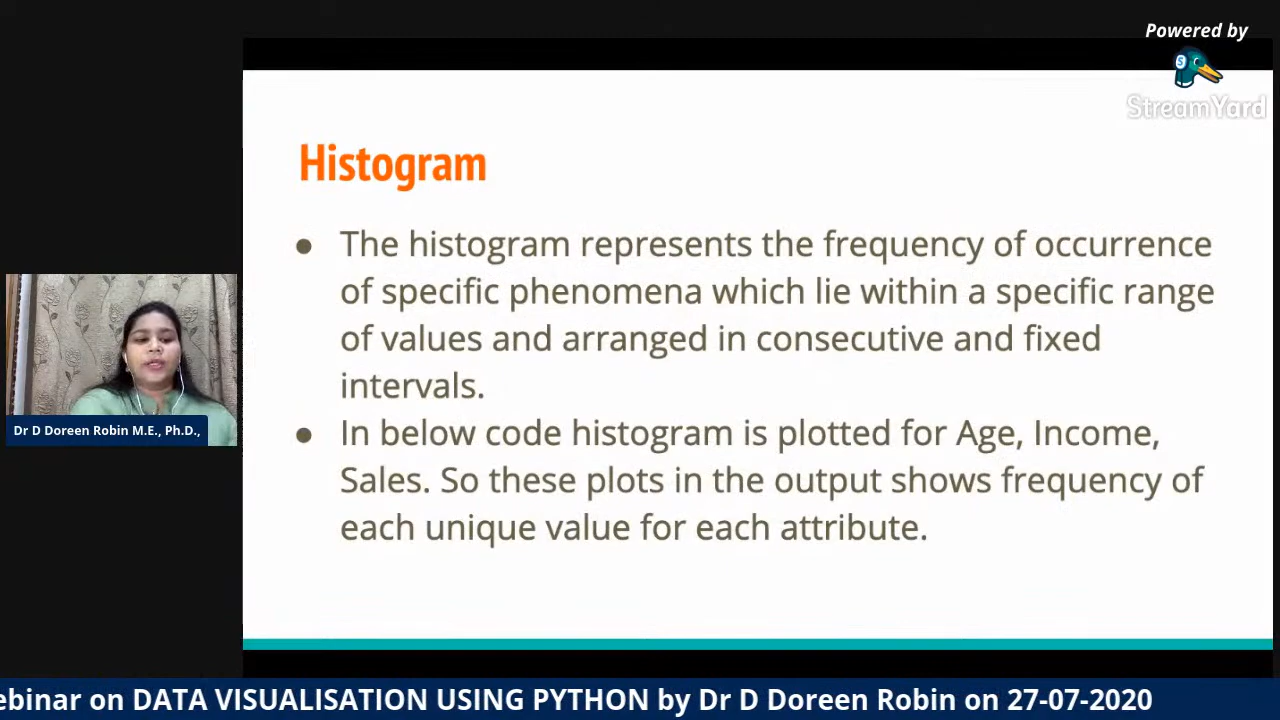 Powered by
StreamYard
Histogram
● The histogram represents the frequency of occurrence
of specific phenomena which lie within a specific range
of values and arranged in consecutive and fixed
intervals.
● In below code histogram is plotted for Age, Income,
Sales. So these plots in the output shows frequency of
each unique value for each attribute.
Dr D Doreen Robin M.E., Ph.D.,
ebinar on DATA VISUALISATION USING PYTHON by Dr D Doreen Robin on 27-07-2020